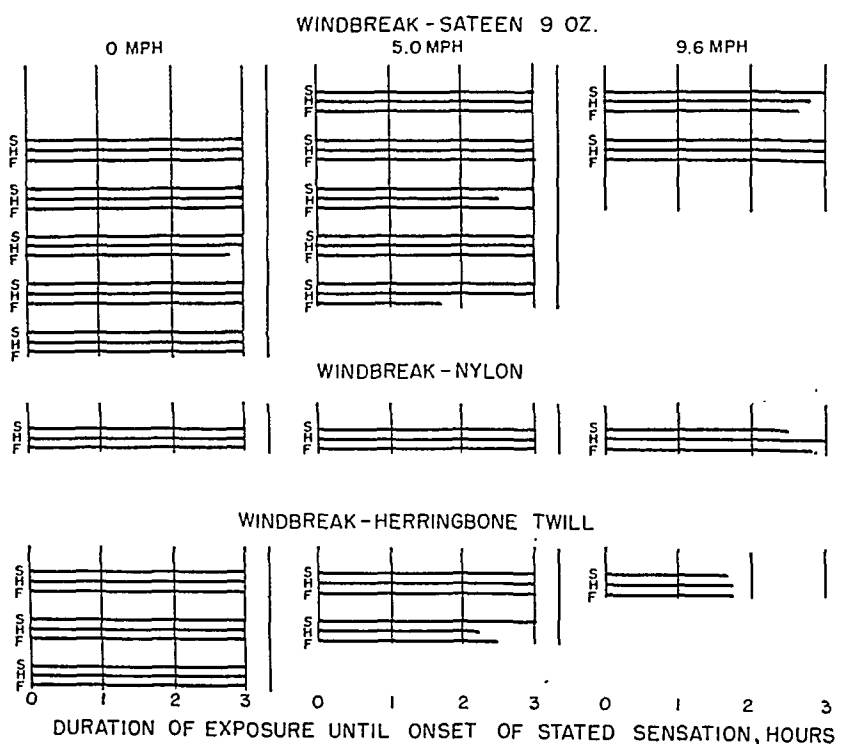 WINDBREAK - SATEEN 9 OZ.
0 MPH 5.0 MPH 9.6 MPH
S S
H H
F F
S S S S
H H H H
F F F F
S S
H H
F F
S S
H H
F F
S S
H H
F F
S
H
F
WINDBREAK - NYLON
S S S
H H H
F F F
WINDBREAK-HERRINGBONE TWILL
S S S
H H H
F F F
S S
H H
F F
S
H
F
0 1 2 3 0 1 2 3 0 1 2 3
DURATION OF EXPOSURE UNTIL ONSET OF STATED SENSATION, HOURS